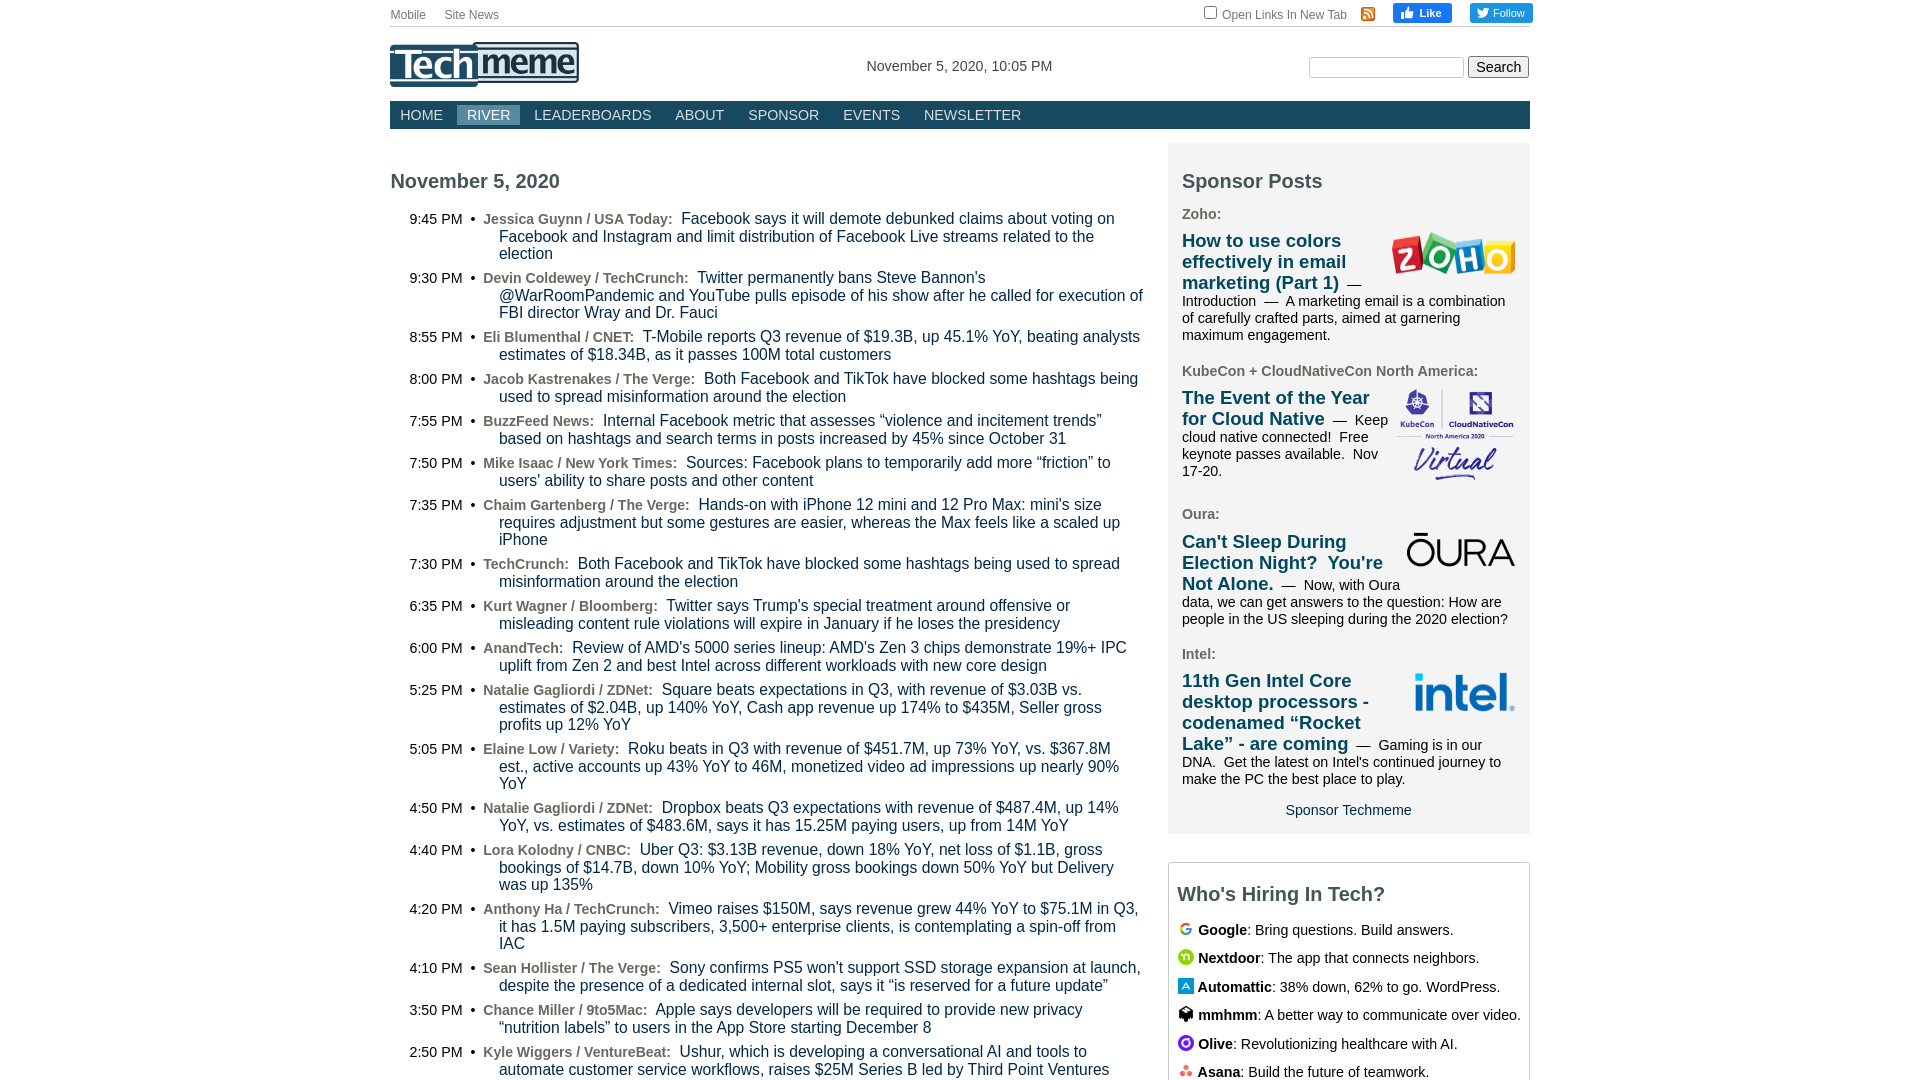 Mobile Site News
Open Links In New Tab
Like
Follow
Techmeme
November 5, 2020, 10:05 PM
Search
HOME RIVER LEADERBOARDS ABOUT SPONSOR EVENTS NEWSLETTER
November 5, 2020
9:45 PM • Jessica Guynn / USA Today: Facebook says it will demote debunked claims about voting on
Facebook and Instagram and limit distribution of Facebook Live streams related to the
election
9:30 PM • Devin Coldewey / TechCrunch: Twitter permanently bans Steve Bannon's
@WarRoomPandemic and YouTube pulls episode of his show after he called for execution of
FBI director Wray and Dr. Fauci
8:55 PM • Eli Blumenthal / CNET: T-Mobile reports Q3 revenue of $19.3B, up 45.1% YoY, beating analysts
estimates of $18.34B, as it passes 100M total customers
8:00 PM • Jacob Kastrenakes / The Verge: Both Facebook and TikTok have blocked some hashtags being
used to spread misinformation around the election
7:55 PM • BuzzFeed News: Internal Facebook metric that assesses “violence and incitement trends”
based on hashtags and search terms in posts increased by 45% since October 31
7:50 PM • Mike Isaac / New York Times: Sources: Facebook plans to temporarily add more “friction” to
users' ability to share posts and other content
7:35 PM • Chaim Gartenberg / The Verge: Hands-on with iPhone 12 mini and 12 Pro Max: mini's size
requires adjustment but some gestures are easier, whereas the Max feels like a scaled up
iPhone
7:30 PM • TechCrunch: Both Facebook and TikTok have blocked some hashtags being used to spread
misinformation around the election
6:35 PM • Kurt Wagner / Bloomberg: Twitter says Trump's special treatment around offensive or
misleading content rule violations will expire in January if he loses the presidency
6:00 PM • AnandTech: Review of AMD's 5000 series lineup: AMD's Zen 3 chips demonstrate 19%+ IPC
uplift from Zen 2 and best Intel across different workloads with new core design
5:25 PM • Natalie Gagliordi / ZDNet: Square beats expectations in Q3, with revenue of $3.03B vs.
estimates of $2.04B, up 140% YoY, Cash app revenue up 174% to $435M, Seller gross
profits up 12% YoY
5:05 PM • Elaine Low / Variety: Roku beats in Q3 with revenue of $451.7M, up 73% YoY, vs. $367.8M
est., active accounts up 43% YoY to 46M, monetized video ad impressions up nearly 90%
YoY
4:50 PM • Natalie Gagliordi / ZDNet: Dropbox beats Q3 expectations with revenue of $487.4M, up 14%
YoY, vs. estimates of $483.6M, says it has 15.25M paying users, up from 14M YoY
4:40 PM • Lora Kolodny / CNBC: Uber Q3: $3.13B revenue, down 18% YoY, net loss of $1.1B, gross
bookings of $14.7B, down 10% YoY; Mobility gross bookings down 50% YoY but Delivery
was up 135%
4:20 PM • Anthony Ha / TechCrunch: Vimeo raises $150M, says revenue grew 44% YoY to $75.1M in Q3,
it has 1.5M paying subscribers, 3,500+ enterprise clients, is contemplating a spin-off from
IAC
4:10 PM • Sean Hollister / The Verge: Sony confirms PS5 won't support SSD storage expansion at launch,
despite the presence of a dedicated internal slot, says it “is reserved for a future update”
3:50 PM • Chance Miller / 9to5Mac: Apple says developers will be required to provide new privacy
“nutrition labels” to users in the App Store starting December 8
2:50 PM • Kyle Wiggers / VentureBeat: Ushur, which is developing a conversational AI and tools to
automate customer service workflows, raises $25M Series B led by Third Point Ventures
Sponsor Posts
Zoho:
ZOHO
How to use colors
effectively in email
marketing (Part 1) —
Introduction — A marketing email is a combination
of carefully crafted parts, aimed at garnering
maximum engagement.
KubeCon + CloudNativeCon North America:
The Event of the Year
for Cloud Native — Keep
cloud native connected! Free
keynote passes available. Nov
17-20.
KubeCon CloudNativeCon
North America 2020
Virtual
Oura:
ŌURA
Can't Sleep During
Election Night? You're
Not Alone. — Now, with Oura
data, we can get answers to the question: How are
people in the US sleeping during the 2020 election?
Intel:
intel®
11th Gen Intel Core
desktop processors -
codenamed “Rocket
Lake” - are coming — Gaming is in our
DNA. Get the latest on Intel's continued journey to
make the PC the best place to play.
Sponsor Techmeme
Who's Hiring In Tech?
Google: Bring questions. Build answers.
Nextdoor: The app that connects neighbors.
Automattic: 38% down, 62% to go. WordPress.
mmhmm: A better way to communicate over video.
Olive: Revolutionizing healthcare with AI.
Asana: Build the future of teamwork.